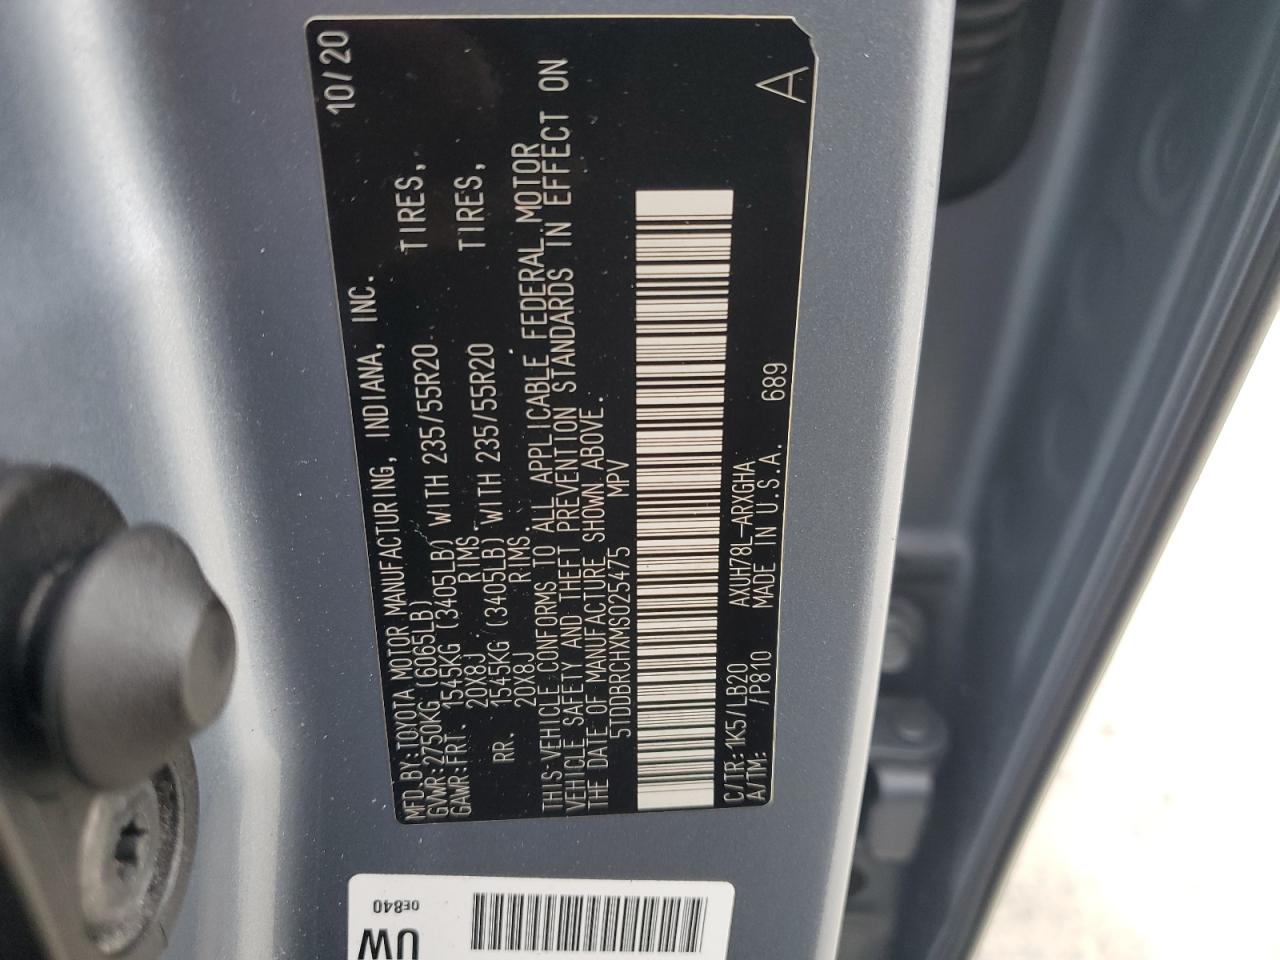 10/20
MFD. BY: TOYOTA MOTOR MANUFACTURING, INDIANA, INC.
GVWR: 2750KG (6065LB)
GAWR: FRT. 1545KG (3405LB) WITH 235/55R20 TIRES,
20X8J RIMS.
RR. 1545KG (3405LB) WITH 235/55R20 TIRES,
20X8J RIMS.
THIS VEHICLE CONFORMS TO ALL APPLICABLE FEDERAL MOTOR
VEHICLE SAFETY AND THEFT PREVENTION STANDARDS IN EFFECT ON
THE DATE OF MANUFACTURE SHOWN ABOVE.
5TDDBRCHXMS025475 MPV
C/TR: 1K5/LB20 AXUH78L-ARXGHA
A/TM: /P810 MADE IN U.S.A. 689
A
0E840
UW